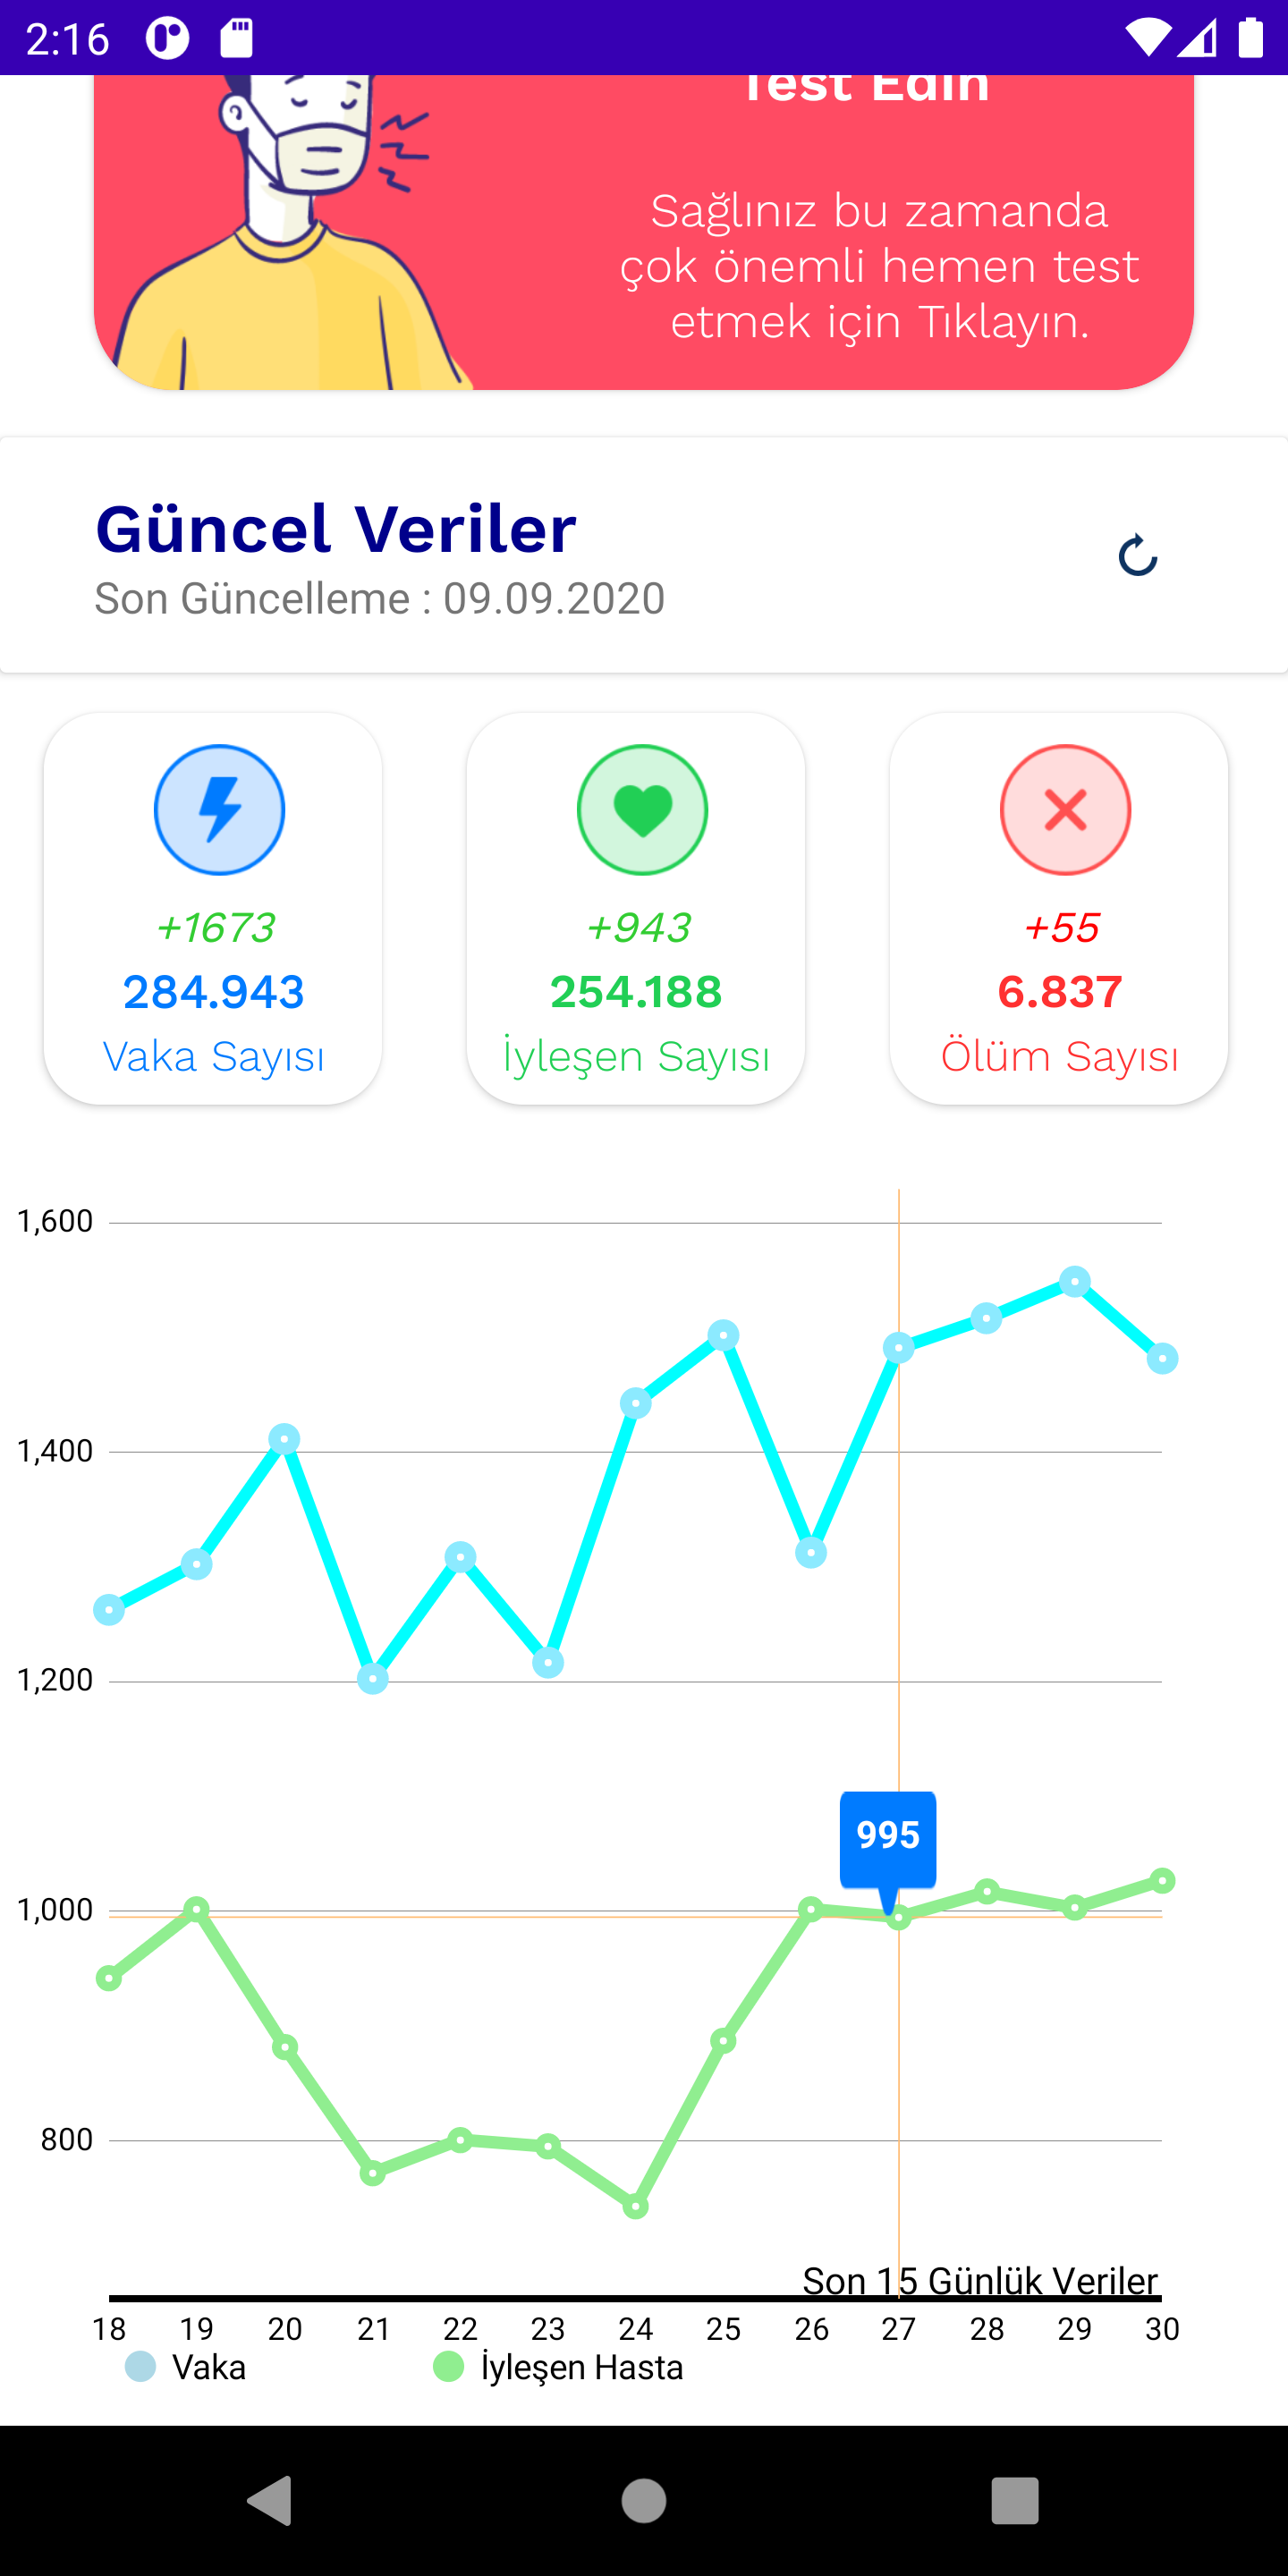 2:16
Test Edin
Sağlınız bu zamanda
çok önemli hemen test
etmek için Tıklayın.
Güncel Veriler
Son Güncelleme : 09.09.2020
+1673
284.943
Vaka Sayısı
+943
254.188
İyleşen Sayısı
+55
6.837
Ölüm Sayısı
1,600
1,400
1,200
995
1,000
800
Son 15 Günlük Veriler
18 19 20 21 22 23 24 25 26 27 28 29 30
Vaka İyleşen Hasta